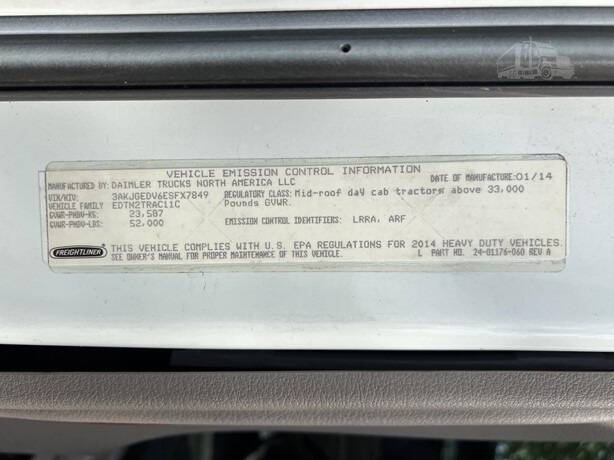 VEHICLE EMISSION CONTROL INFORMATION
MANUFACTURED BY: DAIMLER TRUCKS NORTH AMERICA LLC DATE OF MANUFACTURE: 01/14
VIN/NIV: 3AKJGEDV6ESFX7849 REGULATORY CLASS: Mid-roof day cab tractors above 33,000
VEHICLE FAMILY EDTN2TRAC11C Pounds GVWR.
GVWR-PNBV-KG: 23,587
GVWR-PNBV-LBS: 52,000 EMISSION CONTROL IDENTIFIERS: LRRA, ARF
THIS VEHICLE COMPLIES WITH U.S. EPA REGULATIONS FOR 2014 HEAVY DUTY VEHICLES.
SEE OWNER'S MANUAL FOR PROPER MAINTENANCE OF THIS VEHICLE. L PART NO. 24-01176-060 REV A
FREIGHTLINER